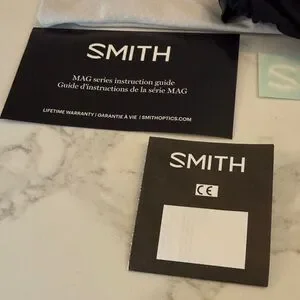 SMITH
MAG series instruction guide
Guide d'instructions de la série MAG
LIFETIME WARRANTY / GARANTIE À VIE / SMITHOPTICS.COM
SMITH
CE